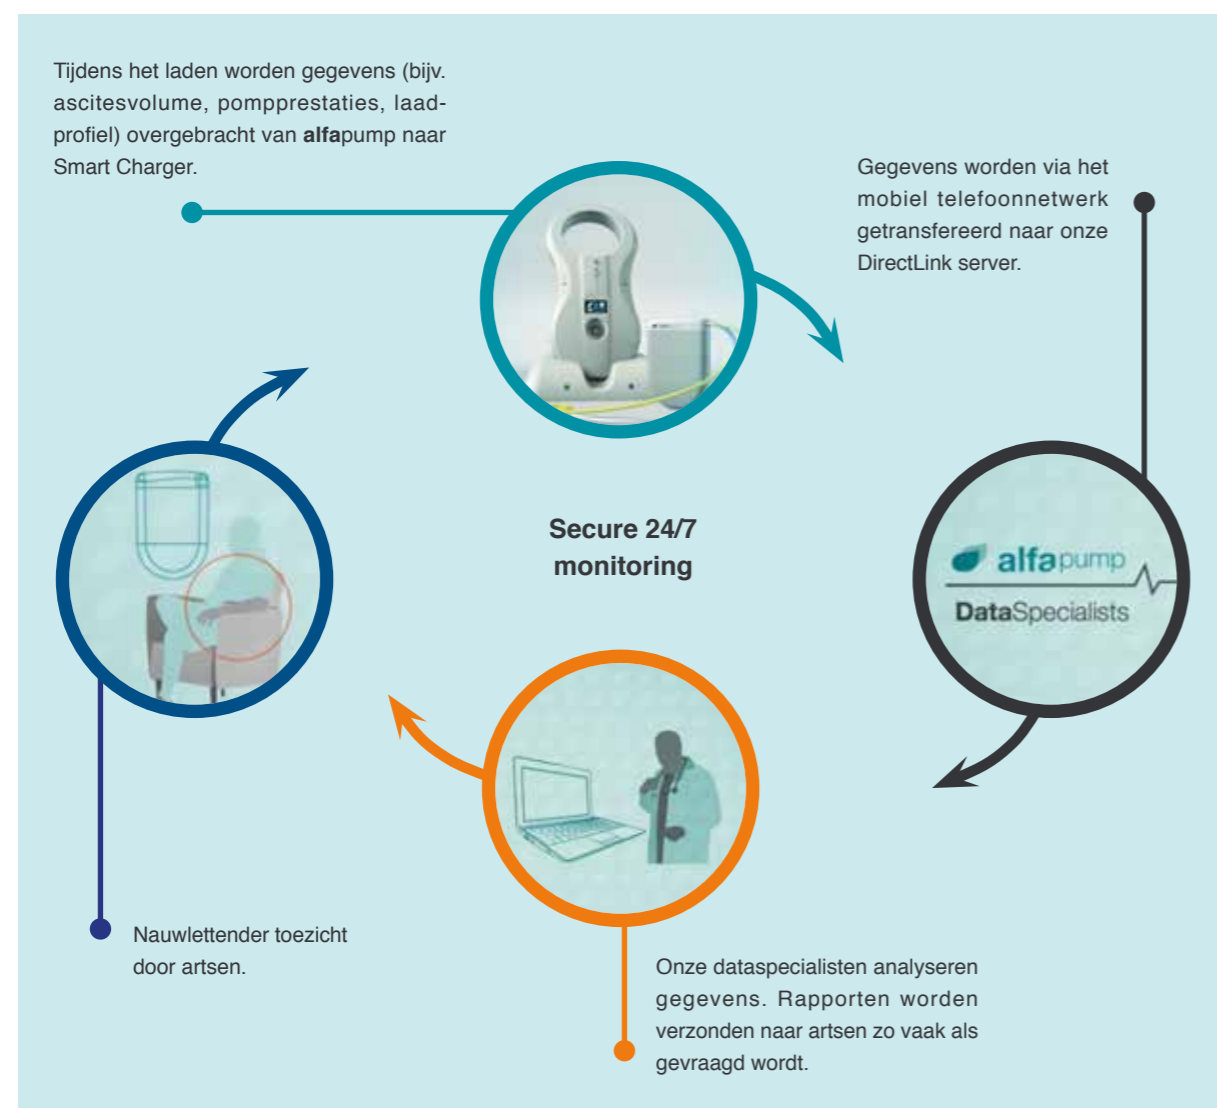 Tijdens het laden worden gegevens (bijv.
ascitesvolume, pompprestaties, laad-
profiel) overgebracht van alfapump naar
Smart Charger.
Gegevens worden via het
mobiel telefoonnetwerk
getransfereerd naar onze
DirectLink server.
Secure 24/7
monitoring
alfapump
DataSpecialists
Nauwlettender toezicht
door artsen.
Onze dataspecialisten analyseren
gegevens. Rapporten worden
verzonden naar artsen zo vaak als
gevraagd wordt.